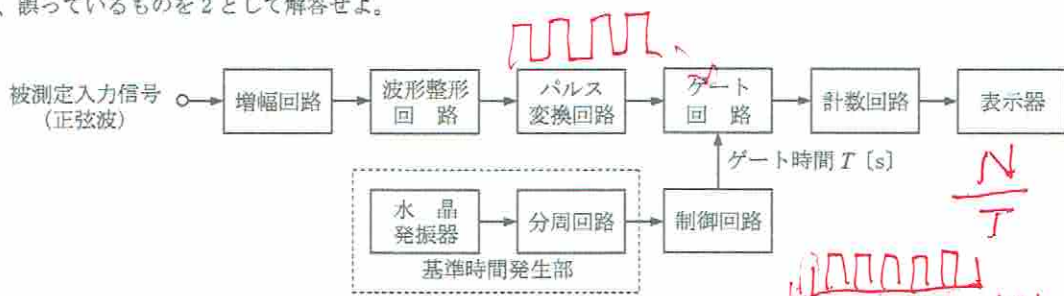 、誤っているものを2として解答せよ。
被測定入力信号
（正弦波）
増幅回路
波形整形
回　路
パルス
変換回路
ゲート
回　路
計数回路
表示器
ゲート時間 T〔s〕
N
T
水　晶
発振器
分周回路
制御回路
基準時間発生部